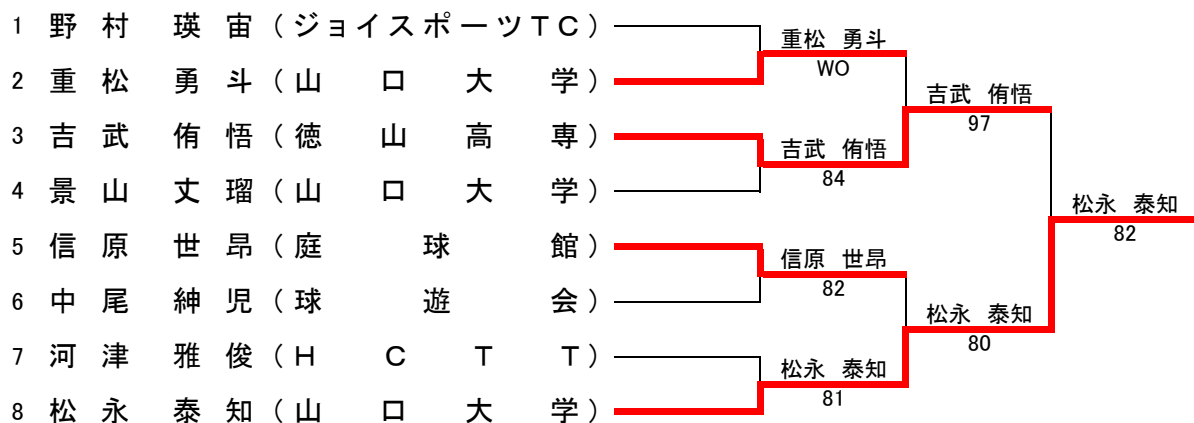 1 野村 瑛宙 (ジョイスポーツTC)
2 重松 勇斗 (山口大学)
3 吉武 侑悟 (徳山高専)
4 景山 丈瑠 (山口大学)
5 信原 世昂 (庭球館)
6 中尾 紳児 (球遊会)
7 河津 雅俊 (HCTT)
8 松永 泰知 (山口大学)
重松 勇斗
WO
吉武 侑悟
84
信原 世昂
82
松永 泰知
81
吉武 侑悟
97
松永 泰知
80
松永 泰知
82